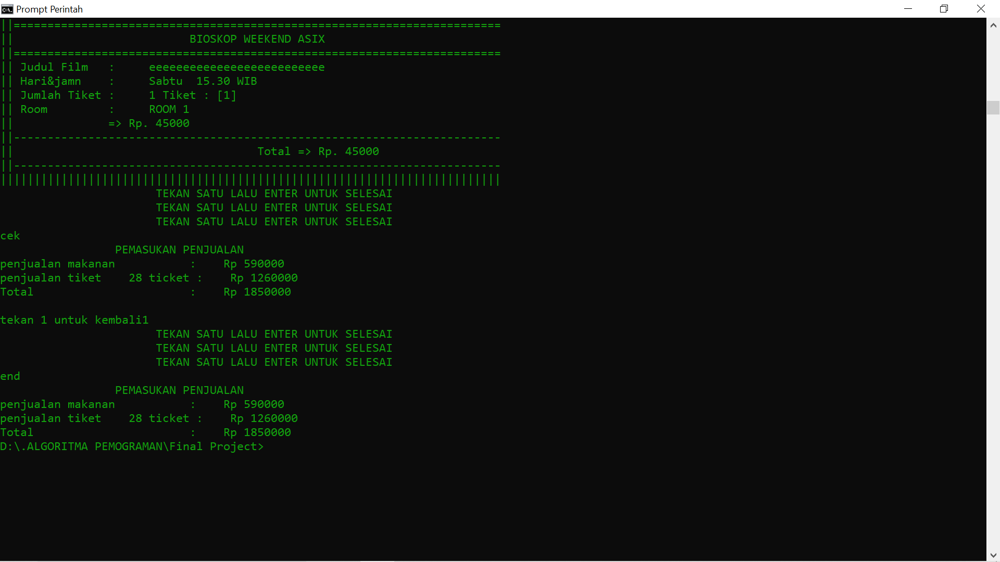 Prompt Perintah
||========================================================================
|| BIOSKOP WEEKEND ASIX
||========================================================================
|| Judul Film : eeeeeeeeeeeeeeeeeeeeeeeeee
|| Hari&jamn : Sabtu 15.30 WIB
|| Jumlah Tiket : 1 Tiket : [1]
|| Room : ROOM 1
|| => Rp. 45000
||------------------------------------------------------------------------
|| Total => Rp. 45000
||------------------------------------------------------------------------
||||||||||||||||||||||||||||||||||||||||||||||||||||||||||||||||||||||||||
TEKAN SATU LALU ENTER UNTUK SELESAI
TEKAN SATU LALU ENTER UNTUK SELESAI
TEKAN SATU LALU ENTER UNTUK SELESAI
cek
PEMASUKAN PENJUALAN
penjualan makanan : Rp 590000
penjualan tiket 28 ticket : Rp 1260000
Total : Rp 1850000
tekan 1 untuk kembali1
TEKAN SATU LALU ENTER UNTUK SELESAI
TEKAN SATU LALU ENTER UNTUK SELESAI
TEKAN SATU LALU ENTER UNTUK SELESAI
end
PEMASUKAN PENJUALAN
penjualan makanan : Rp 590000
penjualan tiket 28 ticket : Rp 1260000
Total : Rp 1850000
D:\.ALGORITMA PEMOGRAMAN\Final Project>